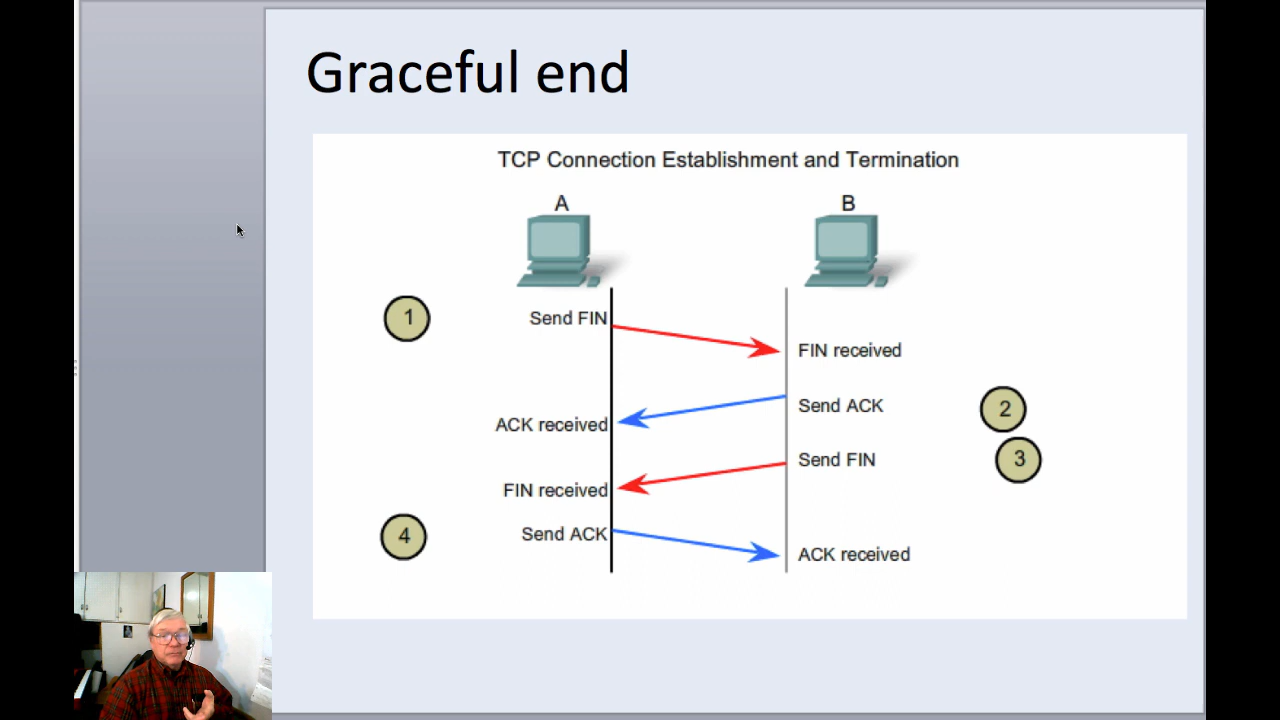 Graceful end
TCP Connection Establishment and Termination
A
B
1
Send FIN
FIN received
Send ACK
2
ACK received
Send FIN
3
FIN received
4
Send ACK
ACK received